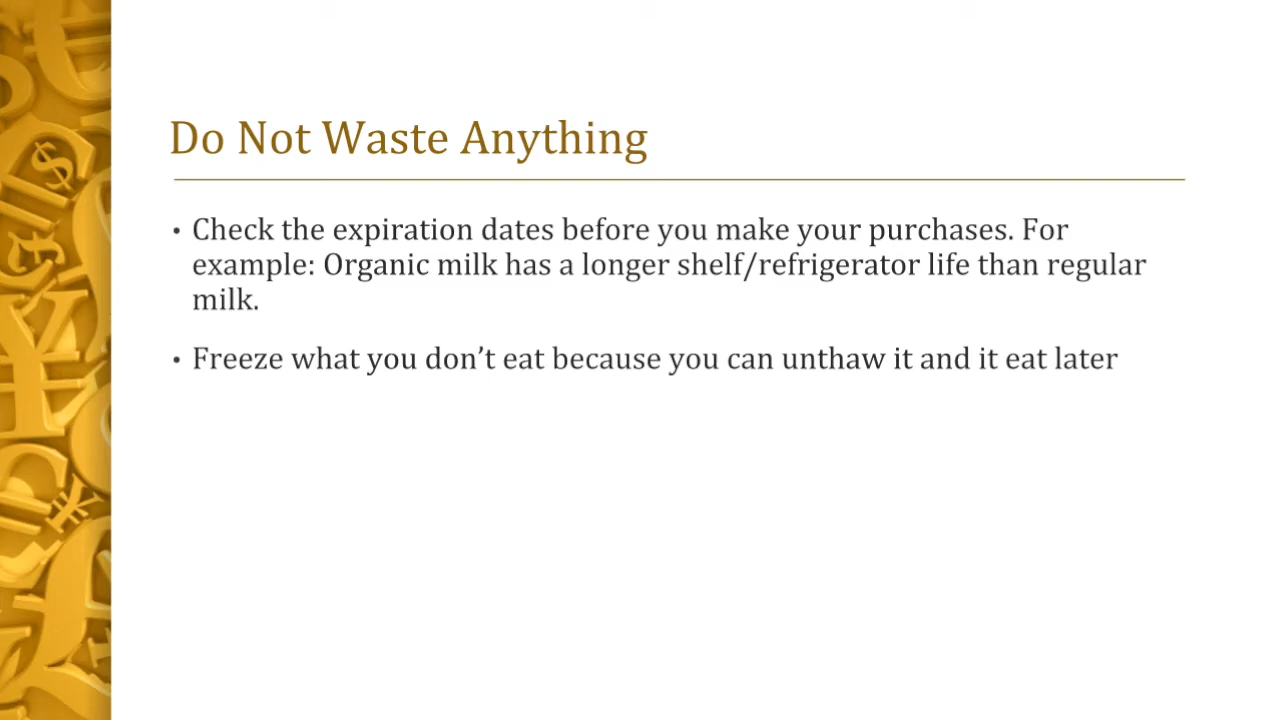 Do Not Waste Anything
• Check the expiration dates before you make your purchases. For
example: Organic milk has a longer shelf/refrigerator life than regular
milk.
• Freeze what you don’t eat because you can unthaw it and it eat later